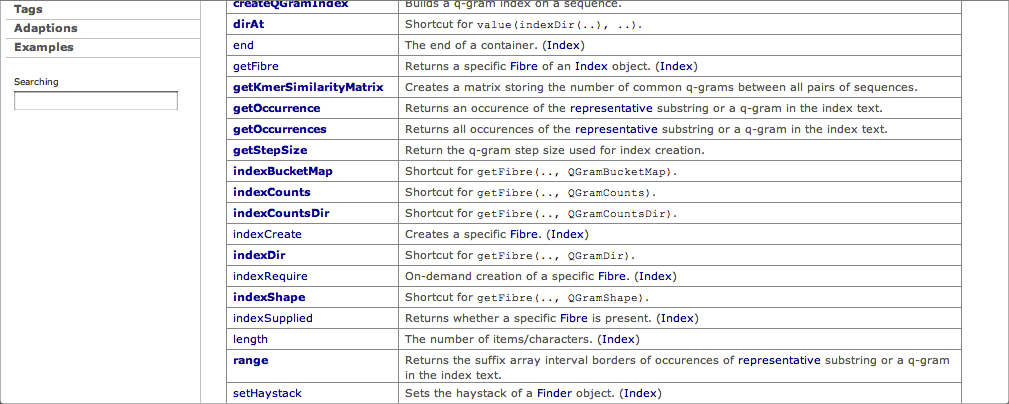 Tags
Adaptions
Examples
Searching
createQGramIndex Builds a q-gram index on a sequence.
dirAt Shortcut for value(indexDir(..), ..).
end The end of a container. (Index)
getFibre Returns a specific Fibre of an Index object. (Index)
getKmerSimilarityMatrix Creates a matrix storing the number of common q-grams between all pairs of sequences.
getOccurrence Returns an occurence of the representative substring or a q-gram in the index text.
getOccurrences Returns all occurences of the representative substring or a q-gram in the index text.
getStepSize Return the q-gram step size used for index creation.
indexBucketMap Shortcut for getFibre(.., QGramBucketMap).
indexCounts Shortcut for getFibre(.., QGramCounts).
indexCountsDir Shortcut for getFibre(.., QGramCountsDir).
indexCreate Creates a specific Fibre. (Index)
indexDir Shortcut for getFibre(.., QGramDir).
indexRequire On-demand creation of a specific Fibre. (Index)
indexShape Shortcut for getFibre(.., QGramShape).
indexSupplied Returns whether a specific Fibre is present. (Index)
length The number of items/characters. (Index)
range Returns the suffix array interval borders of occurences of representative substring or a q-gram
in the index text.
setHaystack Sets the haystack of a Finder object. (Index)